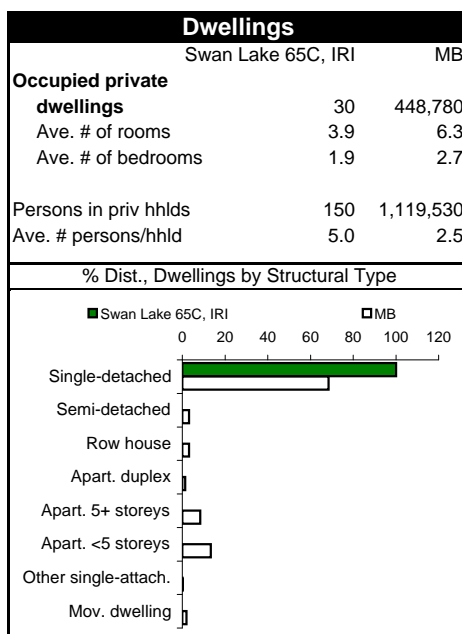 Dwellings
Swan Lake 65C, IRI MB
Occupied private
dwellings 30 448,780
Ave. # of rooms 3.9 6.3
Ave. # of bedrooms 1.9 2.7
Persons in priv hhlds 150 1,119,530
Ave. # persons/hhld 5.0 2.5
% Dist., Dwellings by Structural Type
Swan Lake 65C, IRI MB
0 20 40 60 80 100 120
Single-detached
Semi-detached
Row house
Apart. duplex
Apart. 5+ storeys
Apart. <5 storeys
Other single-attach.
Mov. dwelling